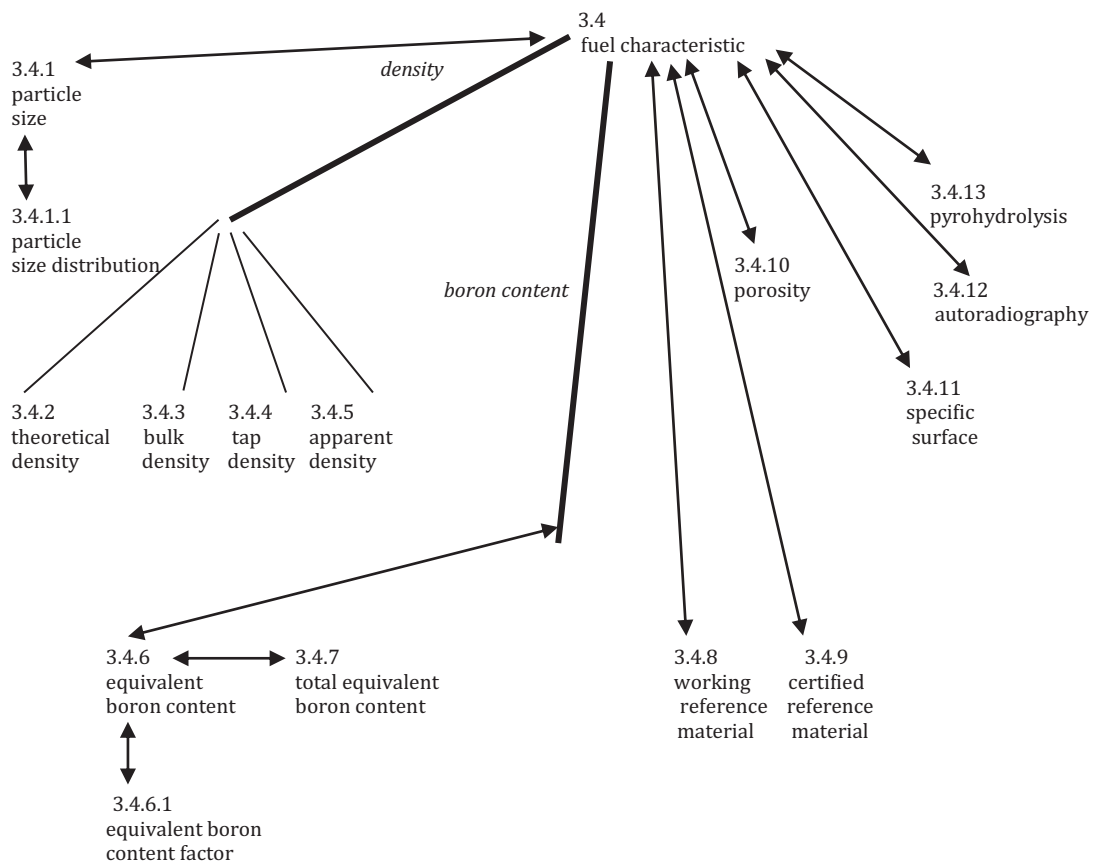 3.4
fuel characteristic
3.4.1
particle
size
density
3.4.1.1
particle
size distribution
3.4.13
pyrohydrolysis
3.4.10
porosity
3.4.12
autoradiography
boron content
3.4.11
specific
surface
3.4.2
theoretical
density
3.4.3
bulk
density
3.4.4
tap
density
3.4.5
apparent
density
3.4.6
equivalent
boron content
3.4.7
total equivalent
boron content
3.4.8
working
reference
material
3.4.9
certified
reference
material
3.4.6.1
equivalent boron
content factor